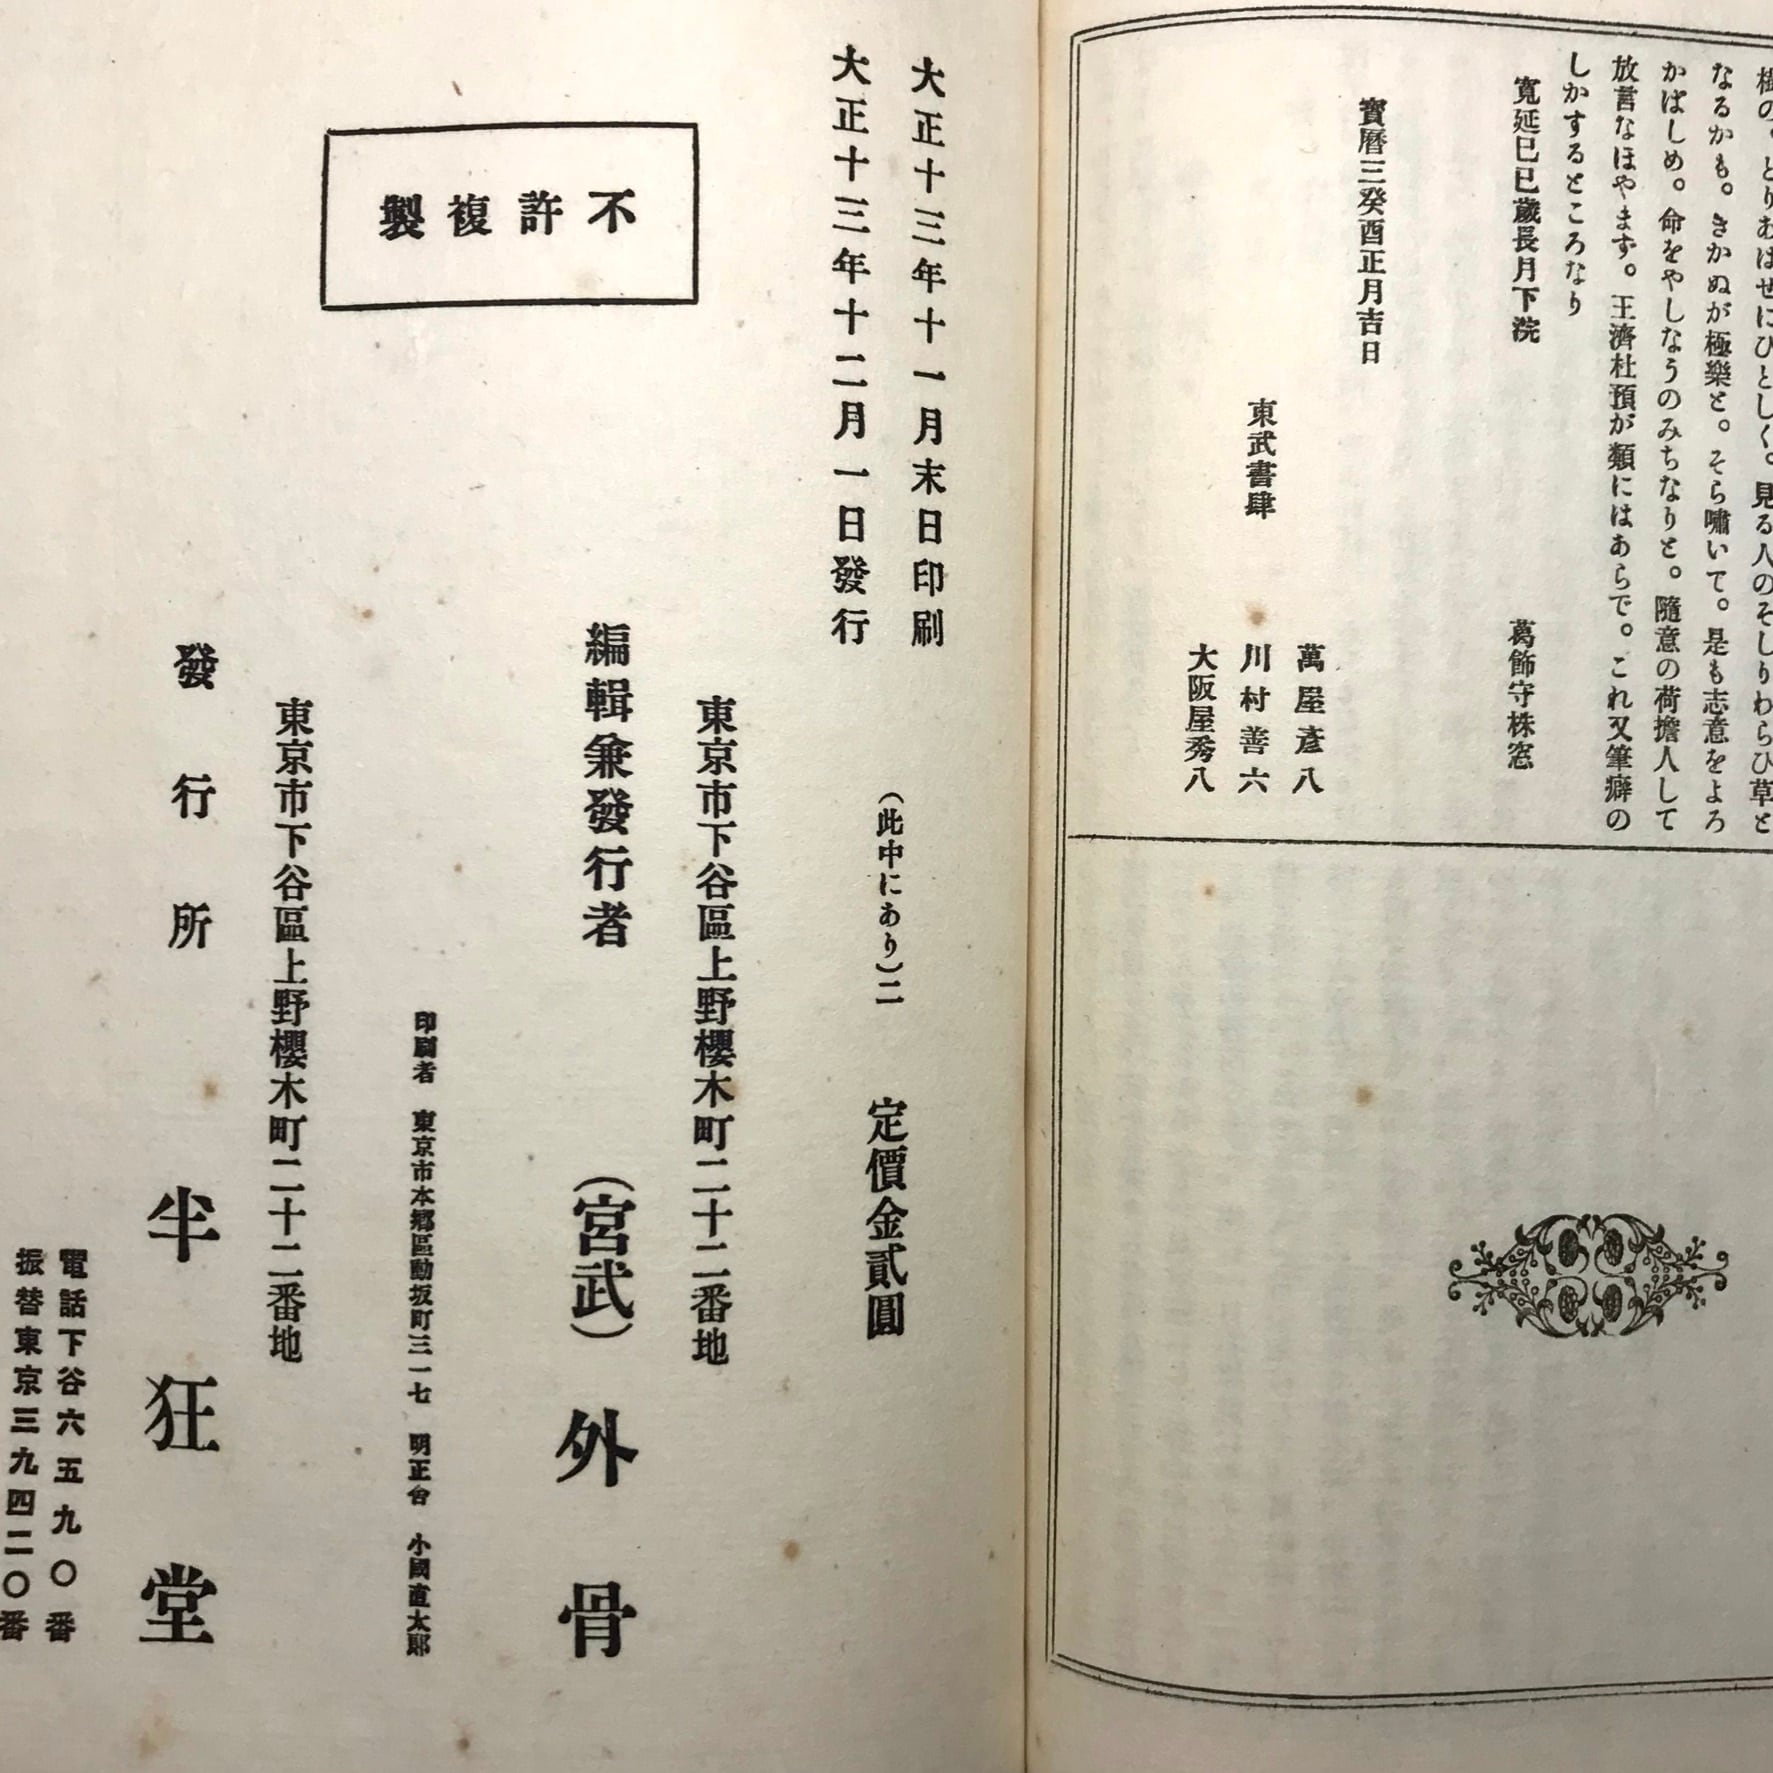 樹の。とりあはせにひとしく。見る人のそしりわらひ草と
なるかも。きかぬが極樂と。そら嘯いて。是も志意をよろ
かばしめ。命をやしなうのみちなりと。隨意の荷擔人して
放言なほやまず。王濟杜預が類にはあらで。これ又筆癖の
しかするところなり
寛延巳巳歲長月下浣
葛飾守株窓
寶曆三癸酉正月吉日
東武書肆
萬屋彥八
川村善六
大阪屋秀八
大正十三年十一月末日印刷
大正十三年十二月一日發行
(此中にあり)二
定價金貳圓
不許複製
東京市下谷區上野櫻木町二十二番地
編輯兼發行者
(宮武)外骨
印刷者 東京市本鄕區動坂町三一七 明正舍 小國直太郞
東京市下谷區上野櫻木町二十二番地
發行所
半狂堂
電話下谷六五九〇番
振替東京三九四二〇番